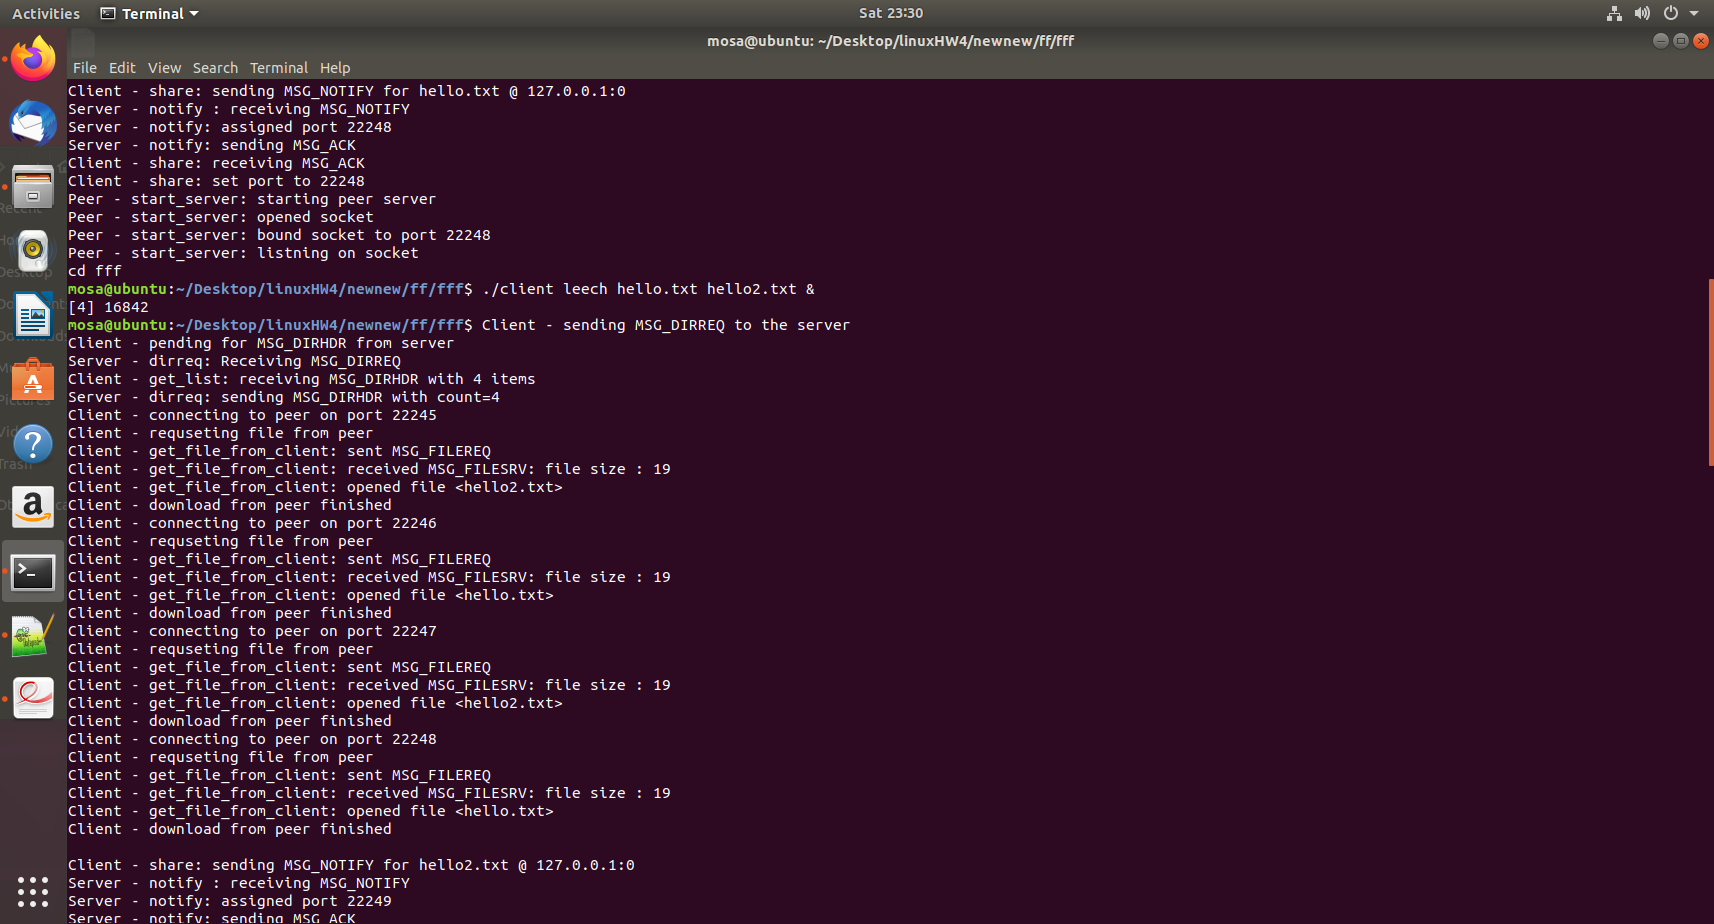 Activities Terminal Sat 23:30
mosa@ubuntu: ~/Desktop/linuxHW4/newnew/ff/fff
File Edit View Search Terminal Help
Client - share: sending MSG_NOTIFY for hello.txt @ 127.0.0.1:0
Server - notify : receiving MSG_NOTIFY
Server - notify: assigned port 22248
Server - notify: sending MSG_ACK
Client - share: receiving MSG_ACK
Client - share: set port to 22248
Peer - start_server: starting peer server
Peer - start_server: opened socket
Peer - start_server: bound socket to port 22248
Peer - start_server: listning on socket
cd fff
mosa@ubuntu:~/Desktop/linuxHW4/newnew/ff/fff$ ./client leech hello.txt hello2.txt &
[4] 16842
mosa@ubuntu:~/Desktop/linuxHW4/newnew/ff/fff$ Client - sending MSG_DIRREQ to the server
Client - pending for MSG_DIRHDR from server
Server - dirreq: Receiving MSG_DIRREQ
Client - get_list: receiving MSG_DIRHDR with 4 items
Server - dirreq: sending MSG_DIRHDR with count=4
Client - connecting to peer on port 22245
Client - requseting file from peer
Client - get_file_from_client: sent MSG_FILEREQ
Client - get_file_from_client: received MSG_FILESRV: file size : 19
Client - get_file_from_client: opened file <hello2.txt>
Client - download from peer finished
Client - connecting to peer on port 22246
Client - requseting file from peer
Client - get_file_from_client: sent MSG_FILEREQ
Client - get_file_from_client: received MSG_FILESRV: file size : 19
Client - get_file_from_client: opened file <hello.txt>
Client - download from peer finished
Client - connecting to peer on port 22247
Client - requseting file from peer
Client - get_file_from_client: sent MSG_FILEREQ
Client - get_file_from_client: received MSG_FILESRV: file size : 19
Client - get_file_from_client: opened file <hello2.txt>
Client - download from peer finished
Client - connecting to peer on port 22248
Client - requseting file from peer
Client - get_file_from_client: sent MSG_FILEREQ
Client - get_file_from_client: received MSG_FILESRV: file size : 19
Client - get_file_from_client: opened file <hello.txt>
Client - download from peer finished
Client - share: sending MSG_NOTIFY for hello2.txt @ 127.0.0.1:0
Server - notify : receiving MSG_NOTIFY
Server - notify: assigned port 22249
Server - notify: sending MSG_ACK